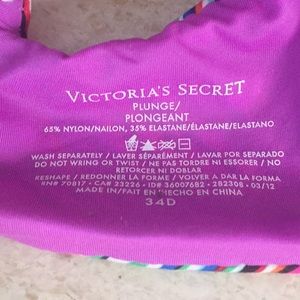 VICTORIA'S SECRET
PLUNGE/
PLONGEANT
65% NYLON/NAILON, 35% ELASTANE/ÉLASTANE/ELASTANO
WASH SEPARATELY / LAVER SÉPARÉMENT / LAVAR POR SEPARADO
DO NOT WRING OR TWIST / NE PAS TORDRE NI ESSORER / NO
RETORCER NI DOBLAR
RESHAPE / REDONNER LA FORME / VOLVER A DAR LA FORMA
RN# 70817 • CA# 23226 • ID# 36007682 • 282308 • 03/12
MADE IN/FAIT EN/HECHO EN CHINA
34D